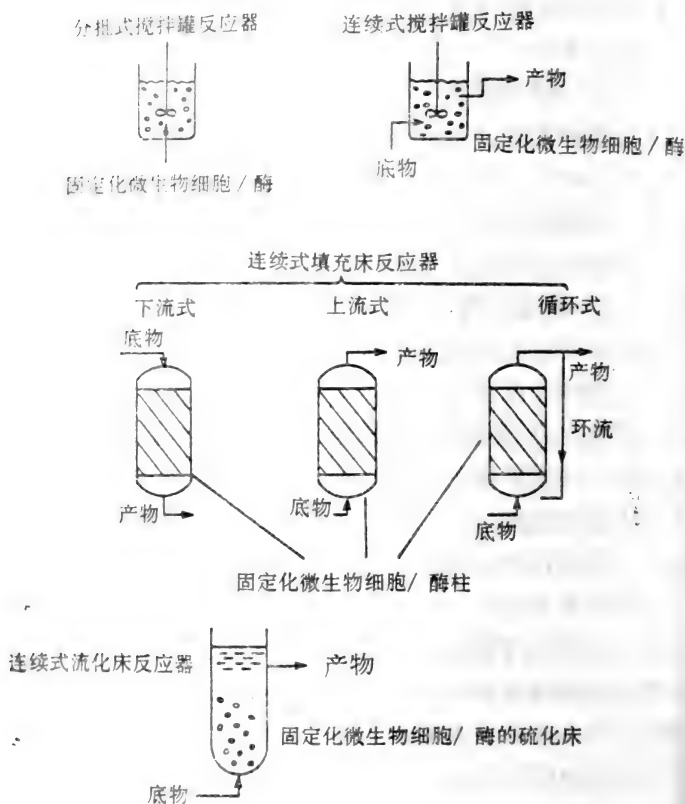 分批式搅拌罐反应器
连续式搅拌罐反应器
产物
底物
固定化微生物细胞/酶
固定化微生物细胞/酶
连续式填充床反应器
下流式
上流式
循环式
底物
产物
产物
环流
产物
底物
底物
固定化微生物细胞/ 酶柱
连续式流化床反应器
产物
固定化微生物细胞/ 酶的硫化床
底物